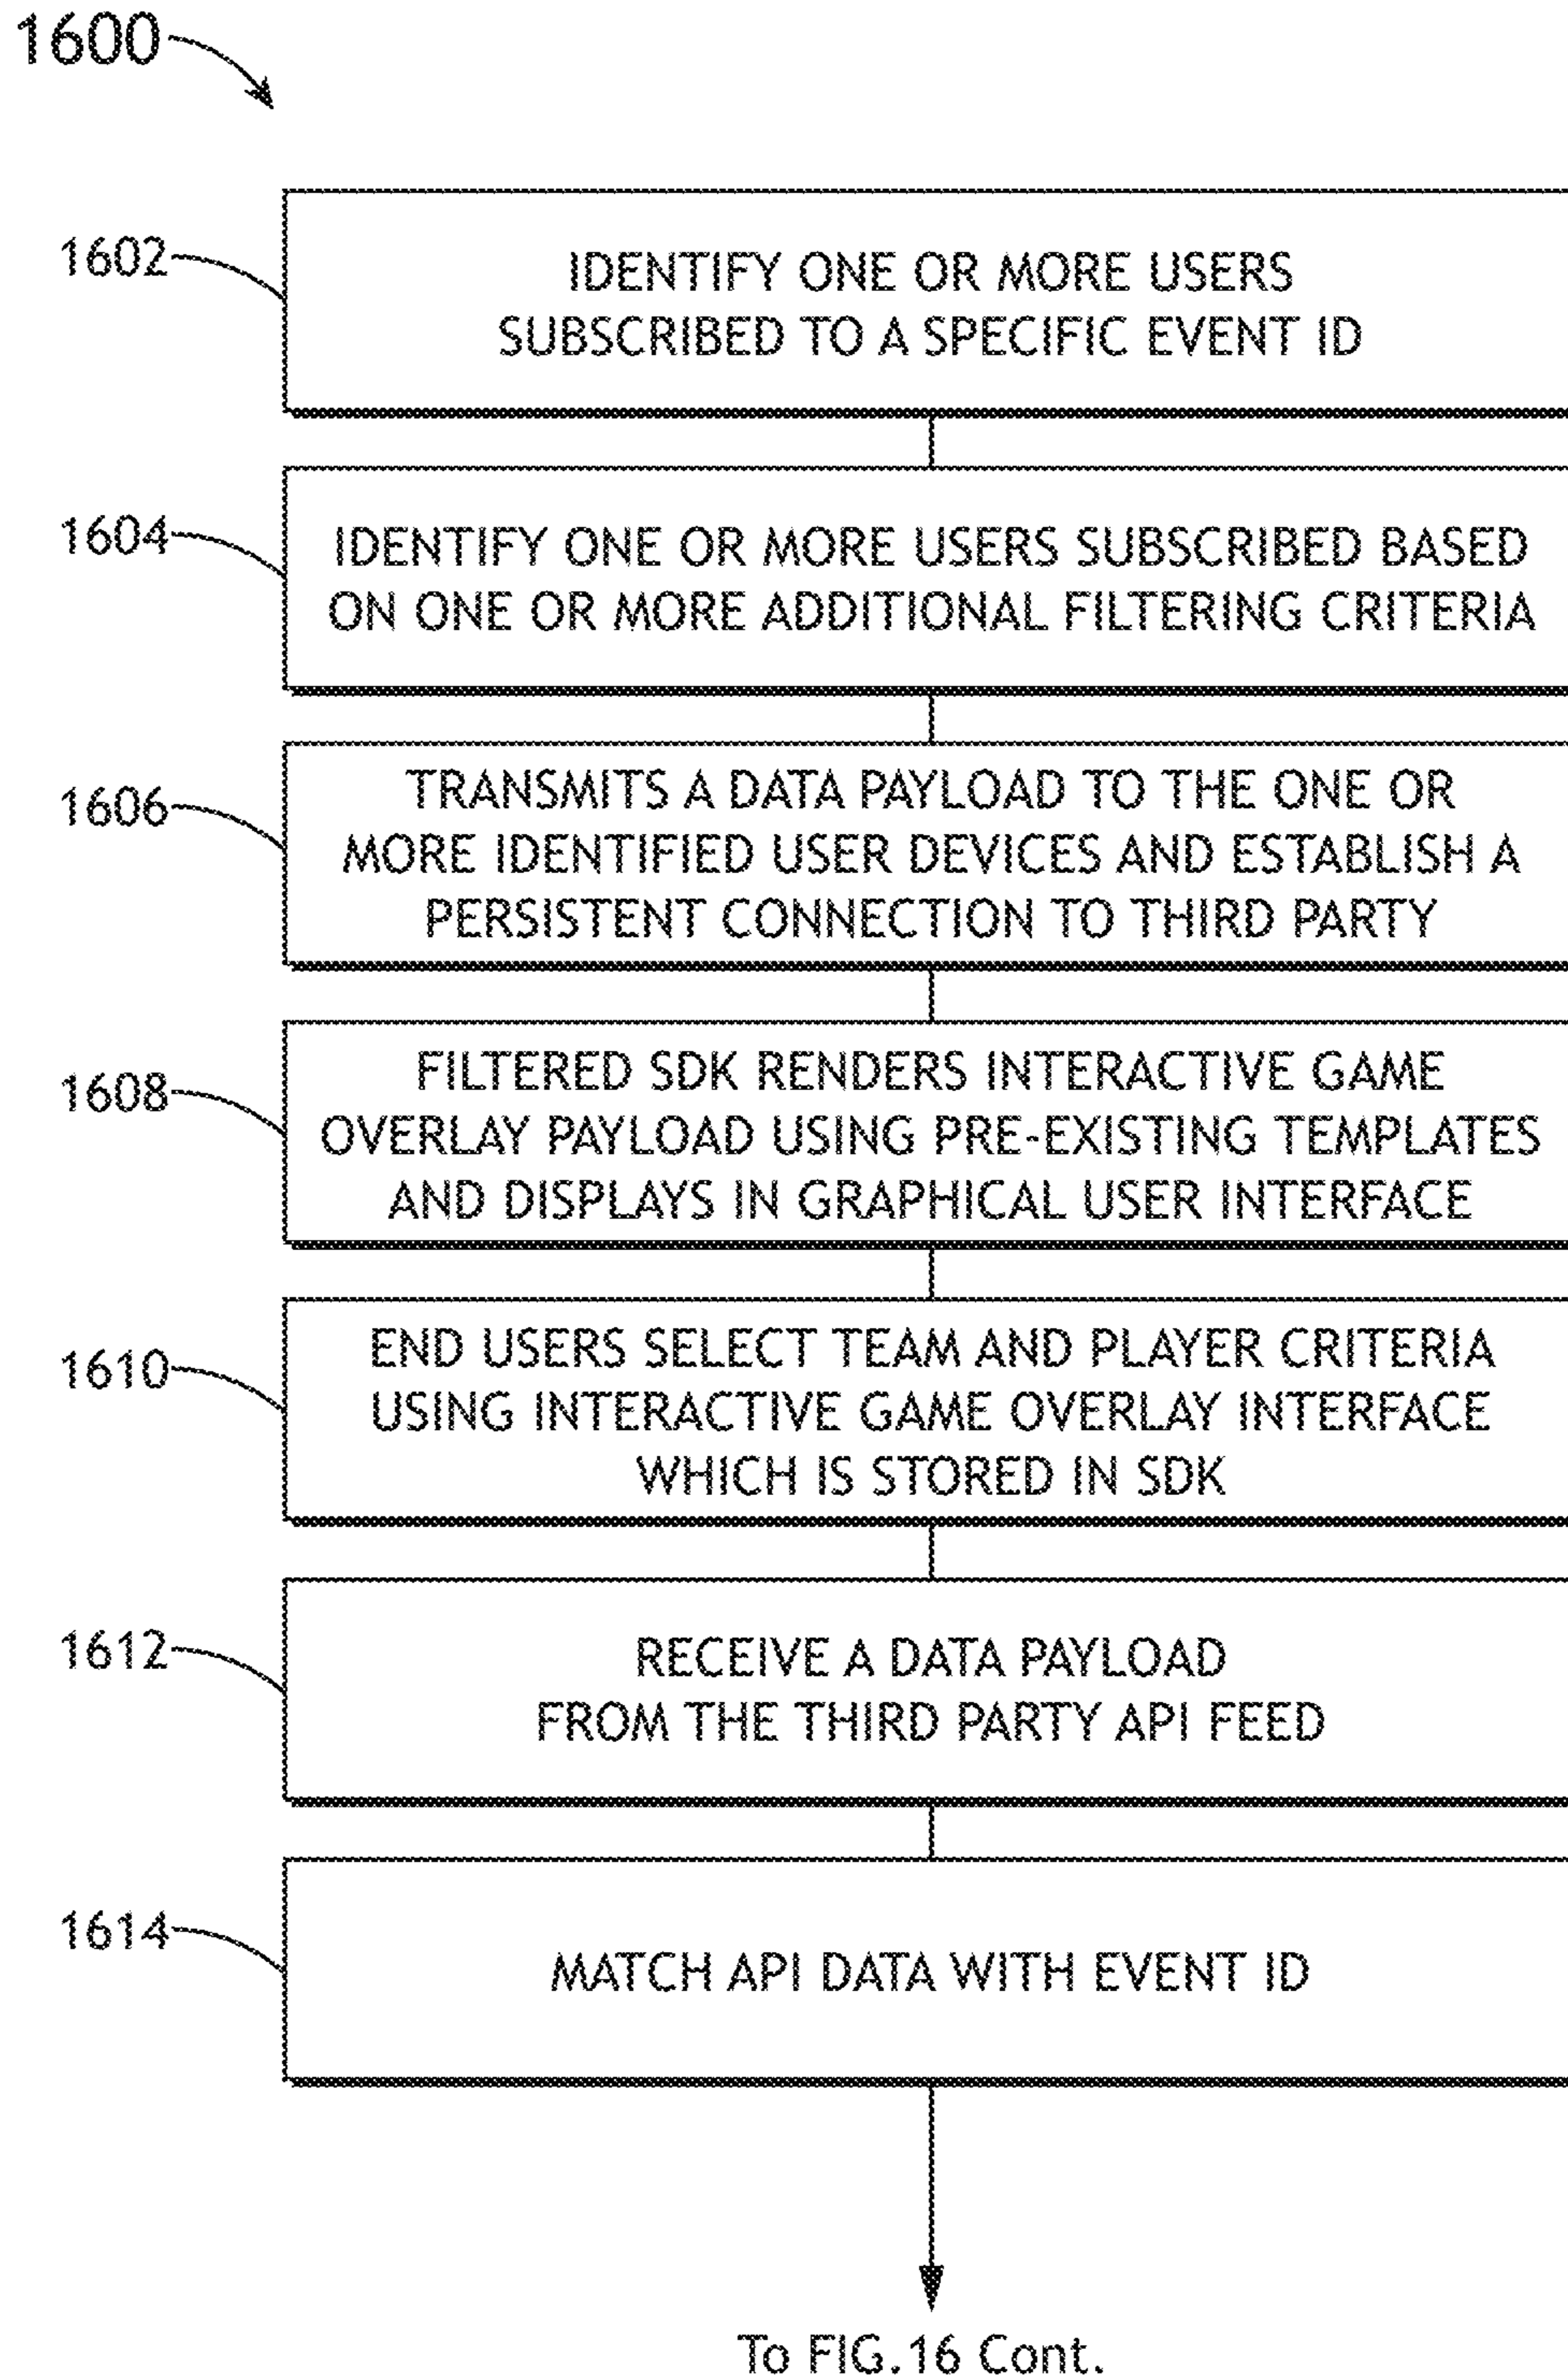 1600
1602
IDENTIFY ONE OR MORE USERS
SUBSCRIBED TO A SPECIFIC EVENT ID
1604
IDENTIFY ONE OR MORE USERS SUBSCRIBED BASED
ON ONE OR MORE ADDITIONAL FILTERING CRITERIA
1606
TRANSMITS A DATA PAYLOAD TO THE ONE OR
MORE IDENTIFIED USER DEVICES AND ESTABLISH A
PERSISTENT CONNECTION TO THIRD PARTY
1608
FILTERED SDK RENDERS INTERACTIVE GAME
OVERLAY PAYLOAD USING PRE-EXISTING TEMPLATES
AND DISPLAYS IN GRAPHICAL USER INTERFACE
1610
END USERS SELECT TEAM AND PLAYER CRITERIA
USING INTERACTIVE GAME OVERLAY INTERFACE
WHICH IS STORED IN SDK
1612
RECEIVE A DATA PAYLOAD
FROM THE THIRD PARTY API FEED
1614
MATCH API DATA WITH EVENT ID
To FIG.16 Cont.